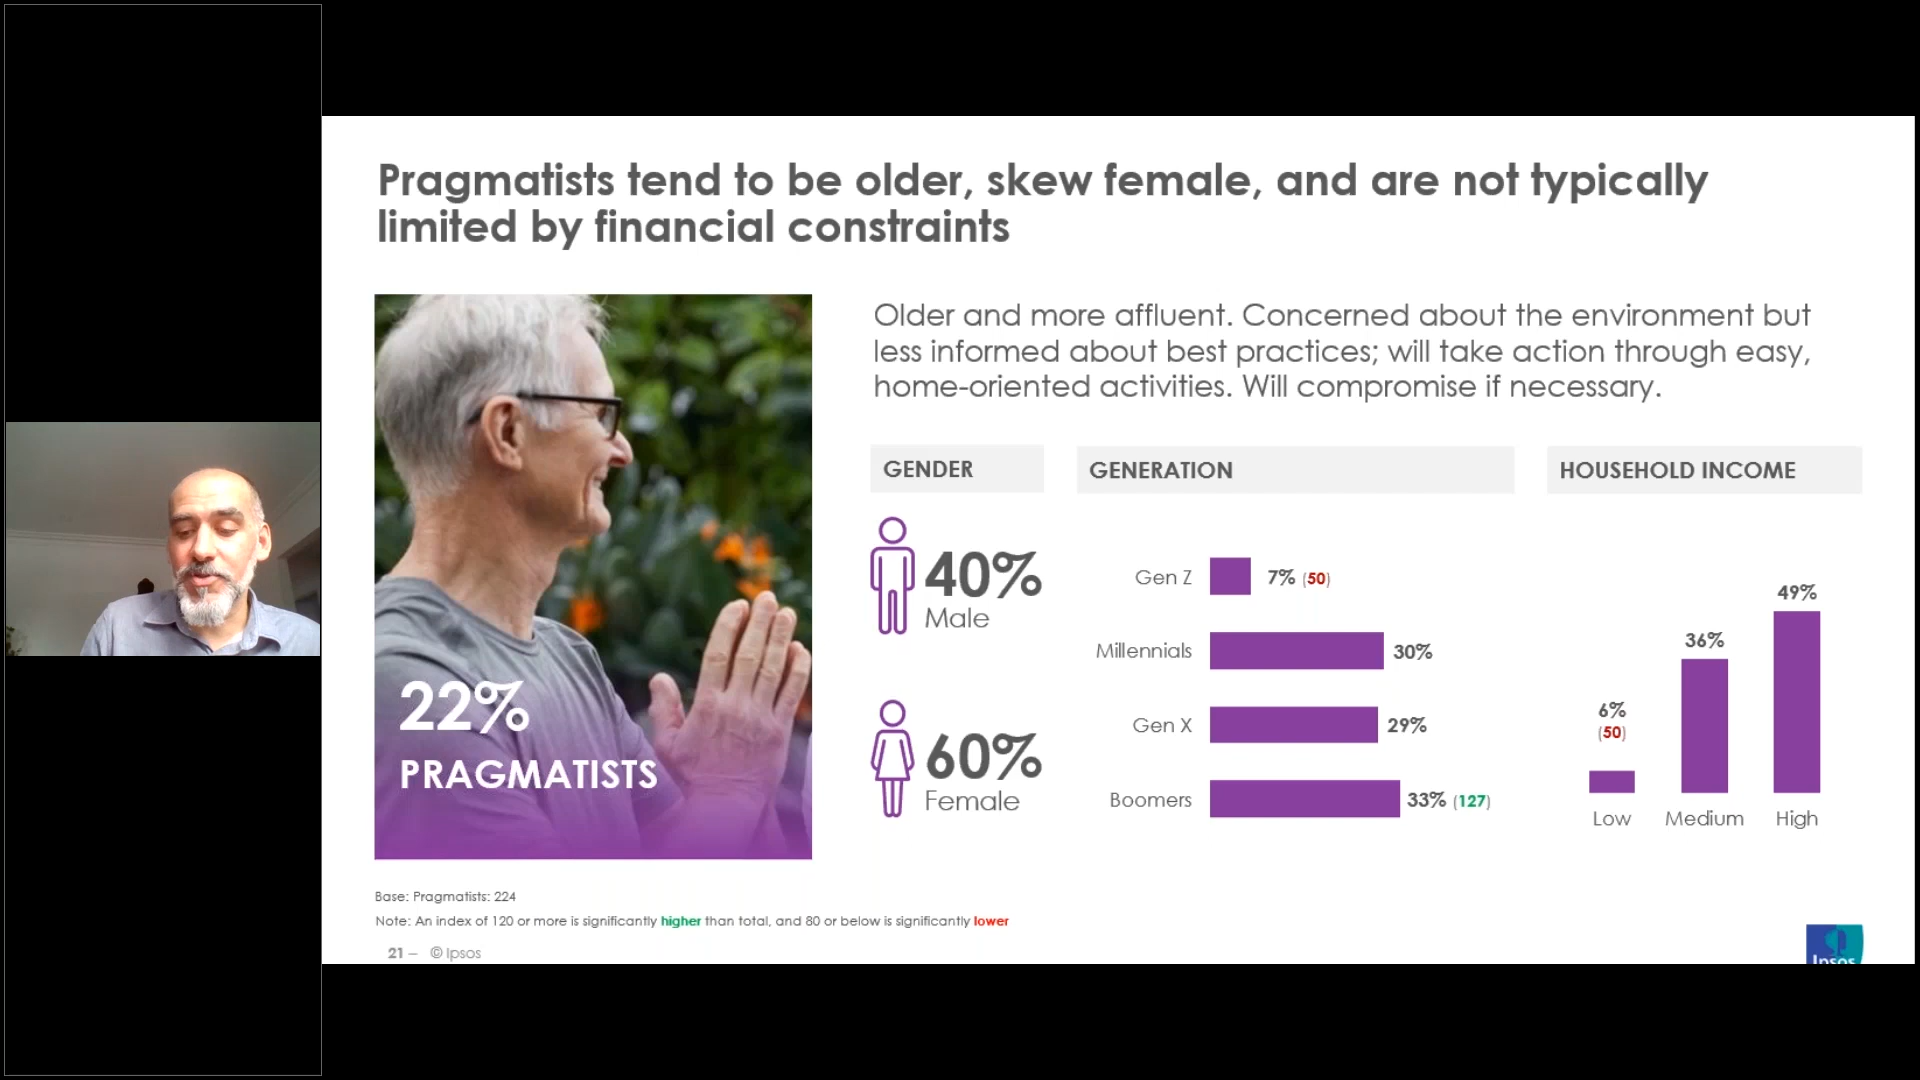 Pragmatists tend to be older, skew female, and are not typically
limited by financial constraints
Older and more affluent. Concerned about the environment but
less informed about best practices; will take action through easy,
home-oriented activities. Will compromise if necessary.
22%
PRAGMATISTS
GENDER
40%
Male
60%
Female
GENERATION
Gen Z 7% (50)
Millennials 30%
Gen X 29%
Boomers 33% (127)
HOUSEHOLD INCOME
6%
(50)
36%
49%
Low Medium High
Base: Pragmatists: 224
Note: An index of 120 or more is significantly higher than total, and 80 or below is significantly lower
21 – © Ipsos
Ipsos